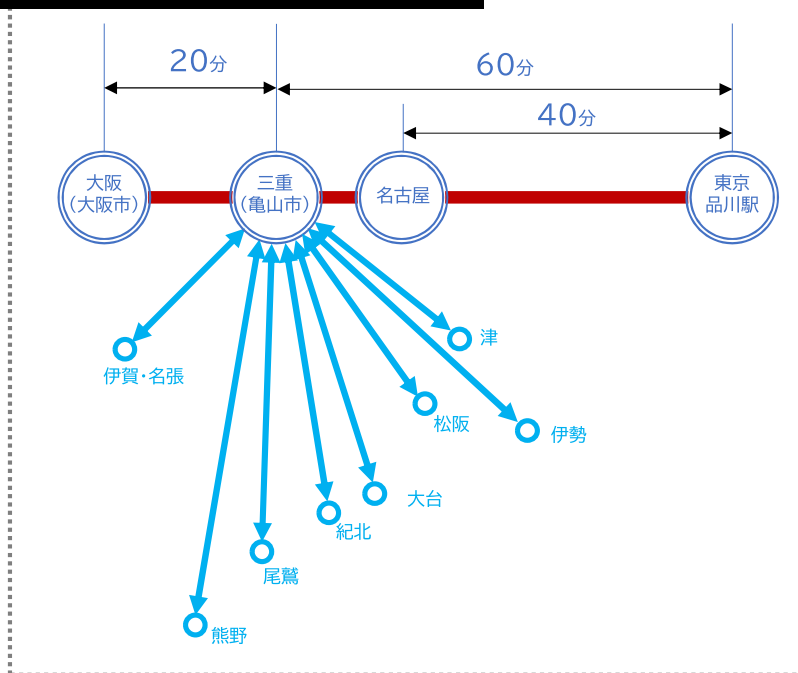 20分
60分
40分
大阪
（大阪市）
三重
（亀山市）
名古屋
東京
品川駅
津
伊賀・名張
松阪
伊勢
大台
紀北
尾鷲
熊野